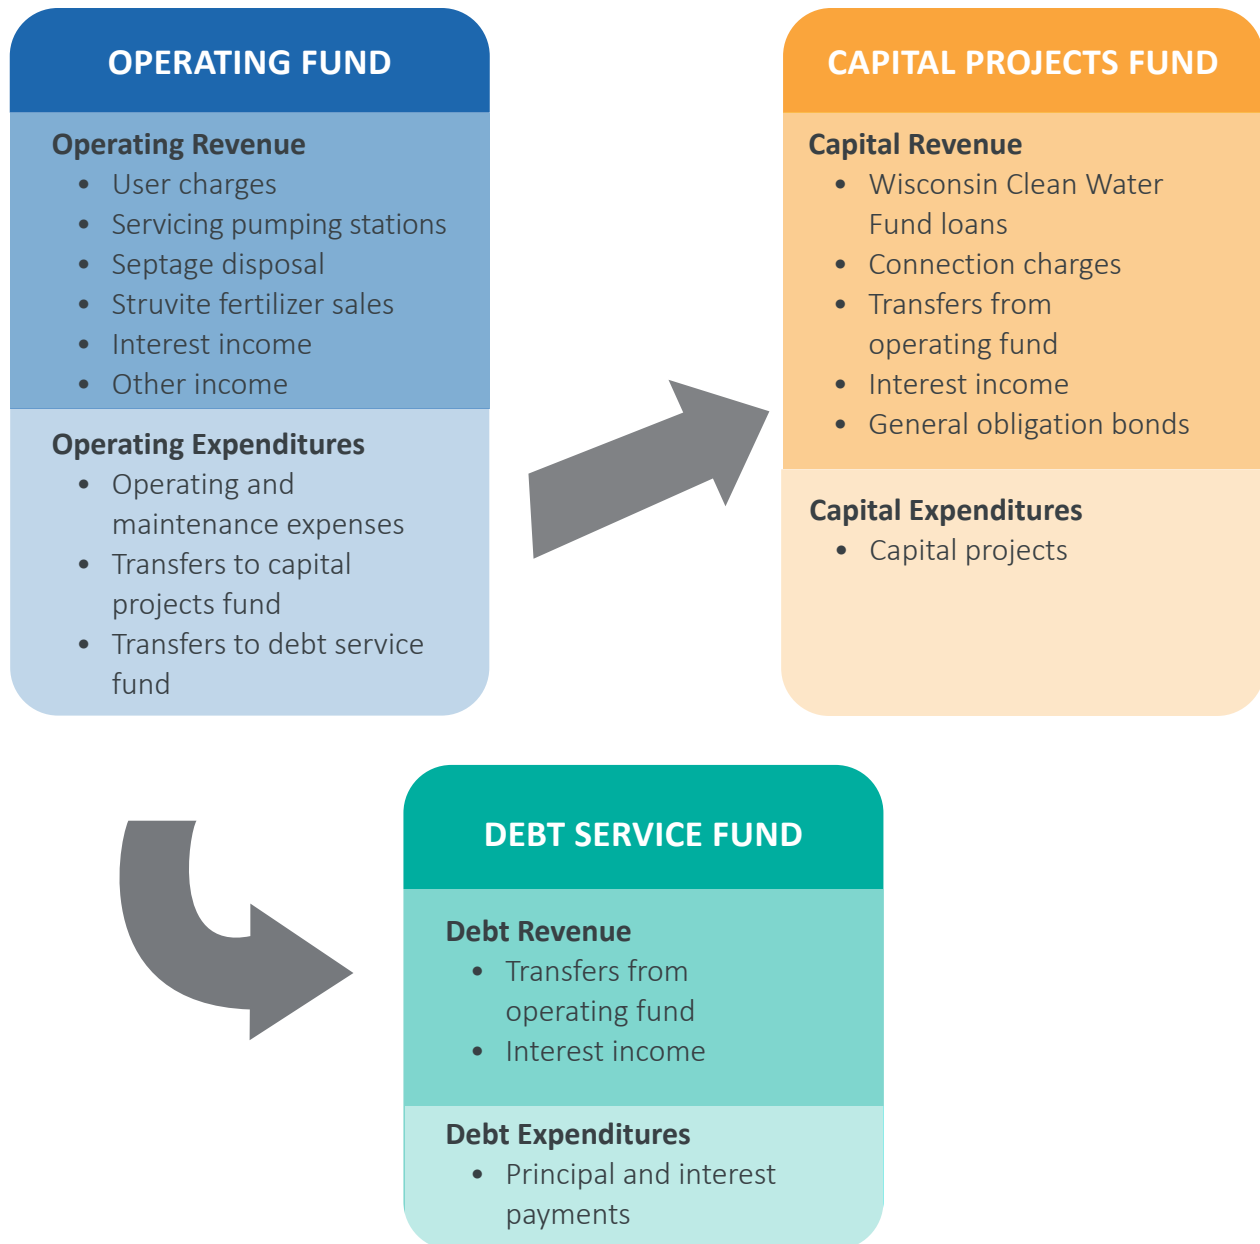 OPERATING FUND
Operating Revenue
• User charges
• Servicing pumping stations
• Septage disposal
• Struvite fertilizer sales
• Interest income
• Other income
Operating Expenditures
• Operating and
maintenance expenses
• Transfers to capital
projects fund
• Transfers to debt service
fund
CAPITAL PROJECTS FUND
Capital Revenue
• Wisconsin Clean Water
Fund loans
• Connection charges
• Transfers from
operating fund
• Interest income
• General obligation bonds
Capital Expenditures
• Capital projects
DEBT SERVICE FUND
Debt Revenue
• Transfers from
operating fund
• Interest income
Debt Expenditures
• Principal and interest
payments